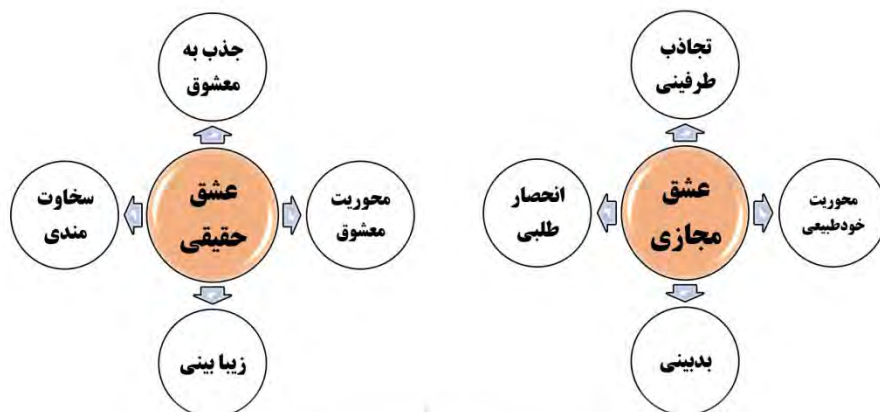 تجاذب
طرفینی
عشق
مجازی
محوریت
خودطبیعی
انحصار
طلبی
بدبینی
جذب به
معشوق
عشق
حقیقی
محوریت
معشوق
سخاوت
مندی
زیبا بینی